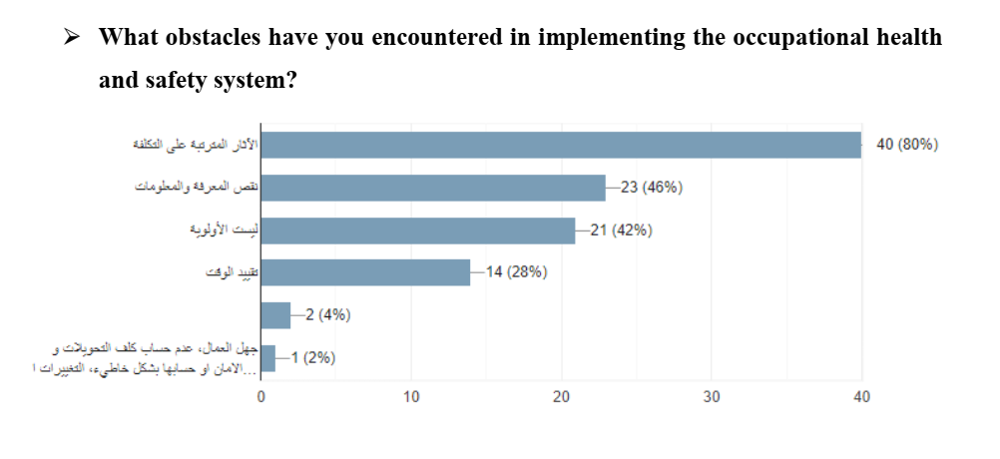 ➢ What obstacles have you encountered in implementing the occupational health
and safety system?
الأثار المترتبة على التكلفة
40 (80%)
نقص المعرفة والمعلومات
23 (46%)
ليست الأولوية
21 (42%)
تقييد الوقت
14 (28%)
2 (4%)
جهل العمال، عدم حساب كلف التحويلات و
الامان او حسابها بشكل خاطيء، التغييرات ا...
1 (2%)
0 10 20 30 40